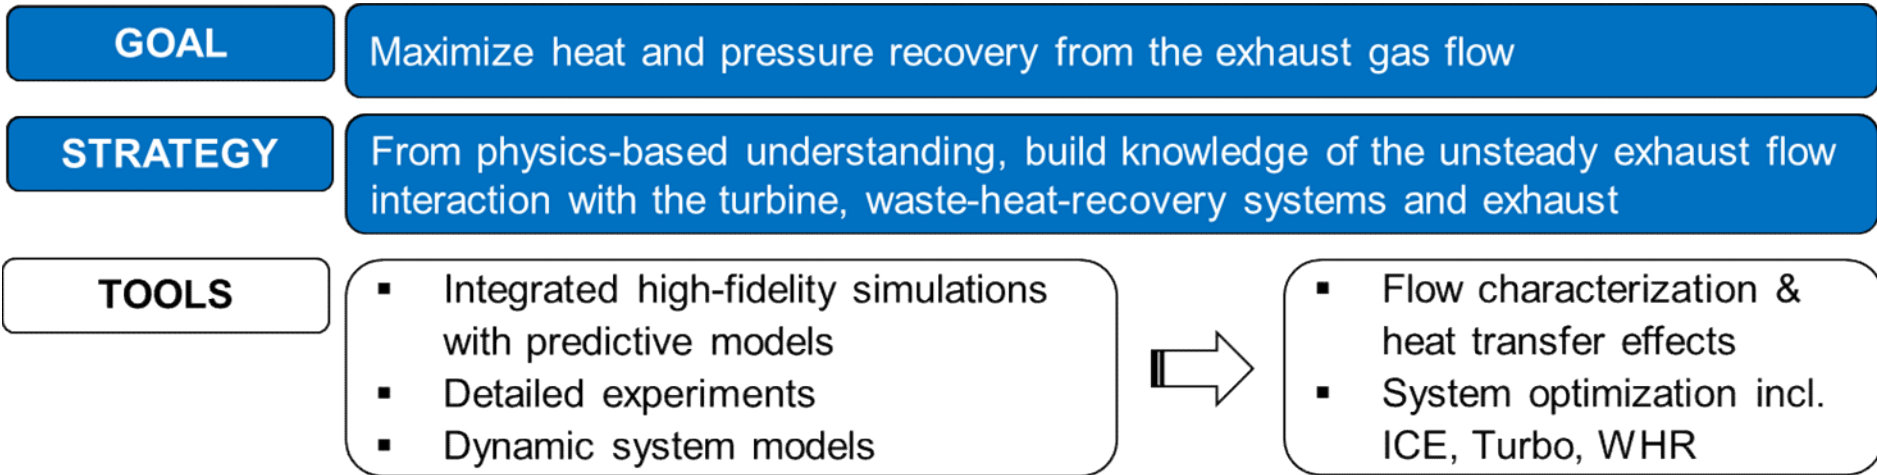 GOAL
Maximize heat and pressure recovery from the exhaust gas flow
STRATEGY
From physics-based understanding, build knowledge of the unsteady exhaust flow
interaction with the turbine, waste-heat-recovery systems and exhaust
TOOLS
▪ Integrated high-fidelity simulations
with predictive models
▪ Detailed experiments
▪ Dynamic system models
▪ Flow characterization &
heat transfer effects
▪ System optimization incl.
ICE, Turbo, WHR